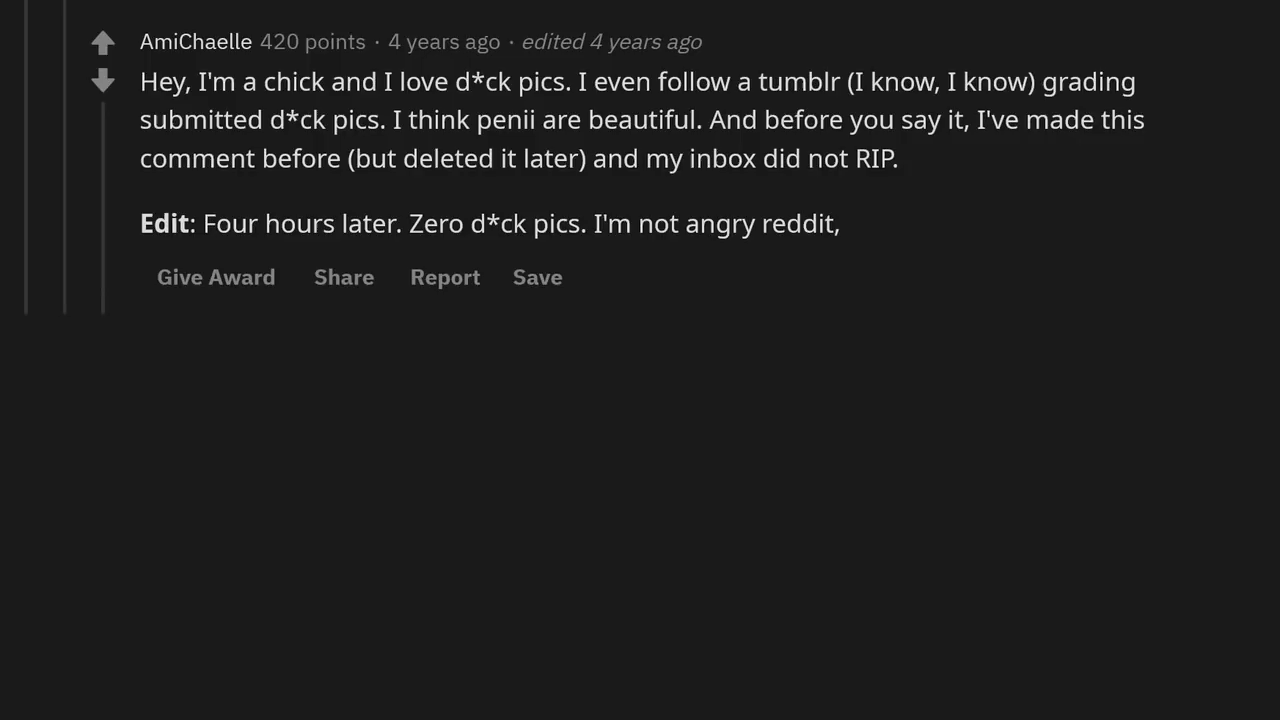 AmiChaelle 420 points · 4 years ago · edited 4 years ago
Hey, I'm a chick and I love d*ck pics. I even follow a tumblr (I know, I know) grading
submitted d*ck pics. I think penii are beautiful. And before you say it, I've made this
comment before (but deleted it later) and my inbox did not RIP.
Edit: Four hours later. Zero d*ck pics. I'm not angry reddit,
Give Award Share Report Save